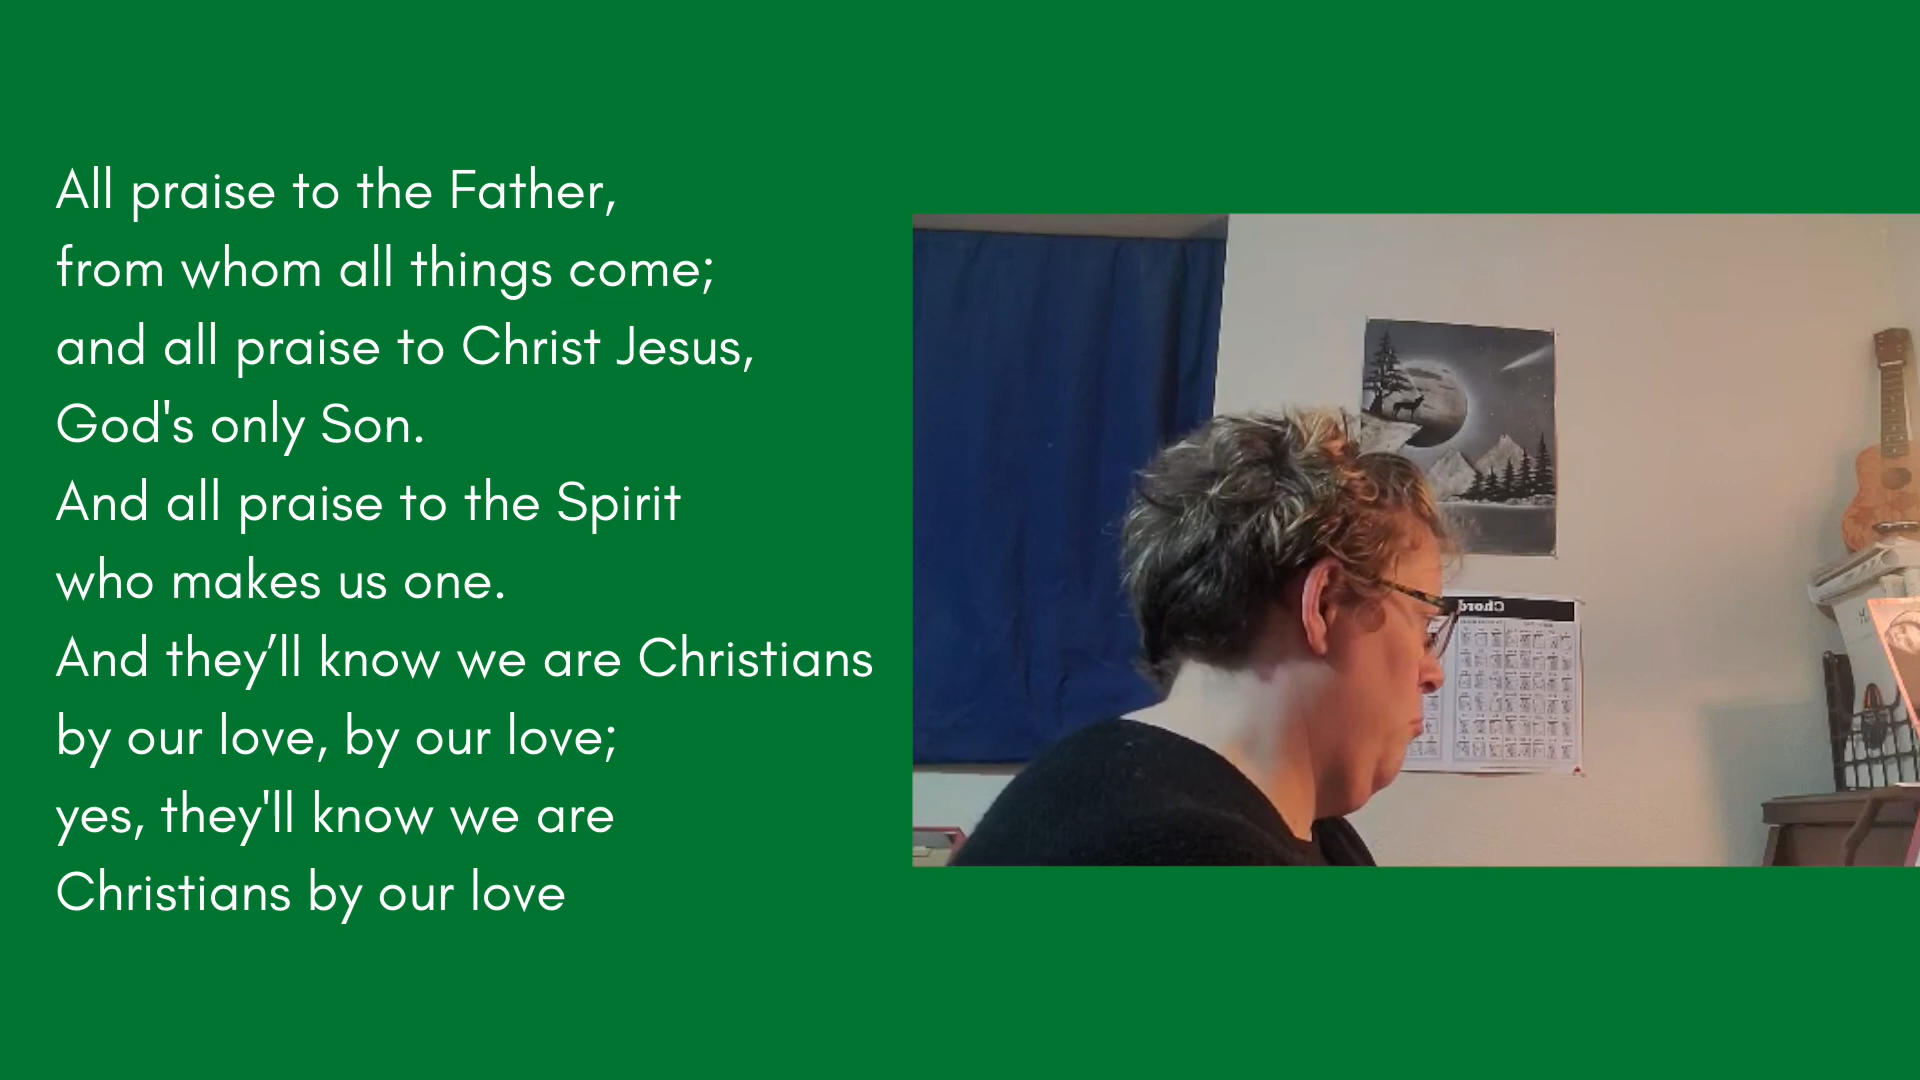 All praise to the Father,
from whom all things come;
and all praise to Christ Jesus,
God's only Son.
And all praise to the Spirit
who makes us one.
And they’ll know we are Christians
by our love, by our love;
yes, they'll know we are
Christians by our love
Chord